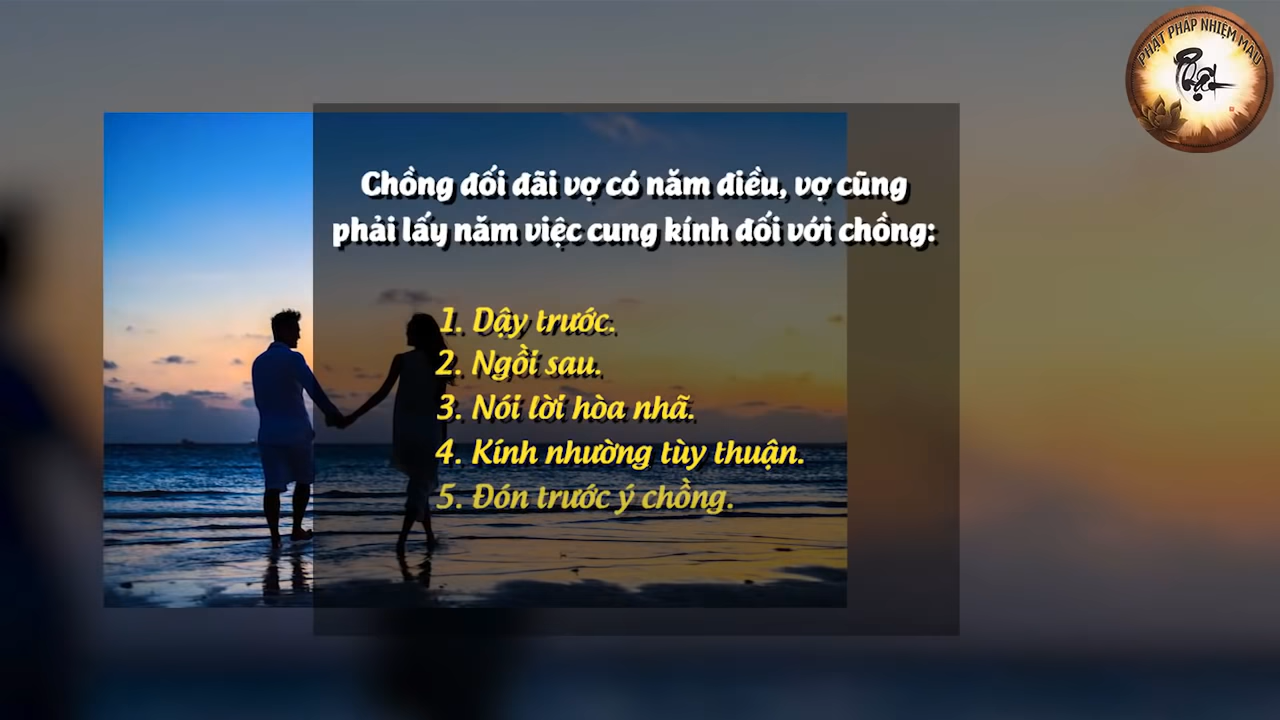 PHẬT PHÁP NHIỆM MÀU
Phật
Chồng đối đãi vợ có năm điều, vợ cũng
phải lấy năm việc cung kính đối với chồng:
1. Dậy trước.
2. Ngồi sau.
3. Nói lời hòa nhã.
4. Kính nhường tùy thuận.
5. Đón trước ý chồng.